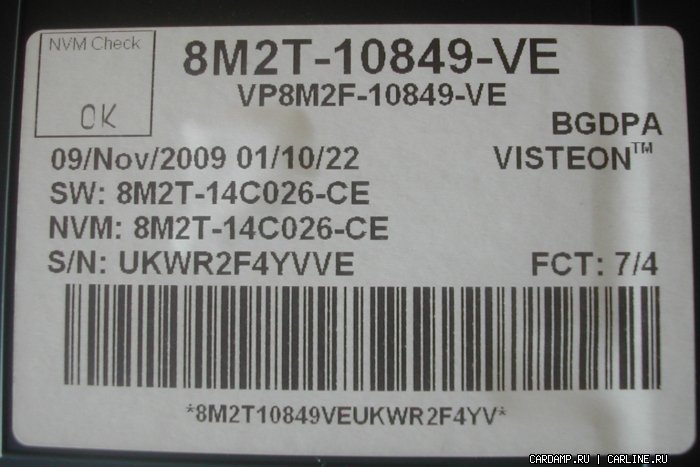 NVM Check
OK
8M2T-10849-VE
VP8M2F-10849-VE
BGDPA
09/Nov/2009 01/10/22 VISTEON™
SW: 8M2T-14C026-CE
NVM: 8M2T-14C026-CE
S/N: UKWR2F4YVVE FCT: 7/4
*8M2T10849VEUKWR2F4YV*
CARDAMP.RU | CARLINE.RU